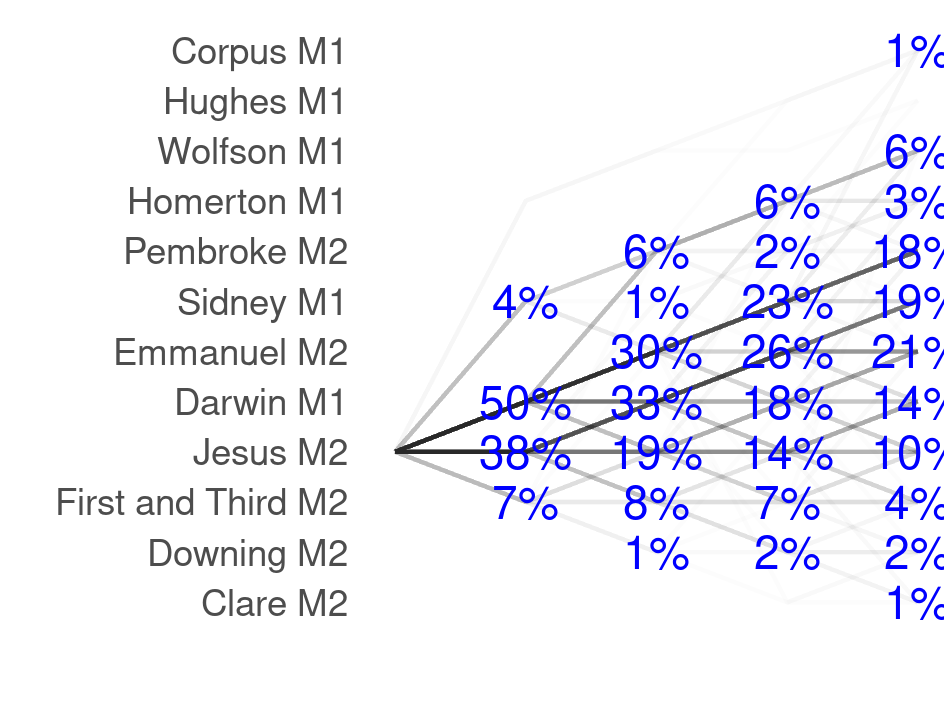 Corpus M1 1%
Hughes M1
Wolfson M1 6%
Homerton M1 6% 3%
Pembroke M2 6% 2% 18%
Sidney M1 4% 1% 23% 19%
Emmanuel M2 30% 26% 21%
Darwin M1 50% 33% 18% 14%
Jesus M2 38% 19% 14% 10%
First and Third M2 7% 8% 7% 4%
Downing M2 1% 2% 2%
Clare M2 1%